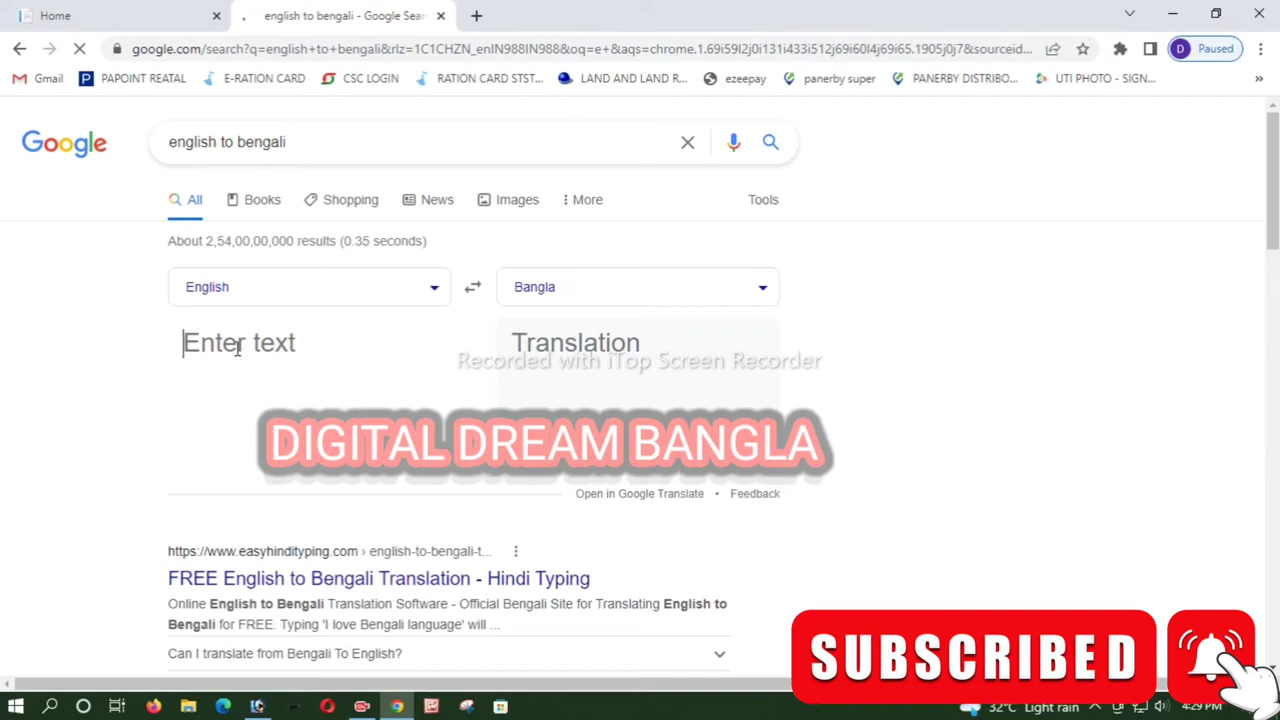 Home
english to bengali - Google Sear
google.com/search?q=english+to+bengali&rlz=1C1CHZN_enIN988IN988&oq=e+&aqs=chrome.1.69i59l2j0i131i433i512j69i60l4j69i65.1905j0j7&sourceid...
D Paused
Gmail PAPOINT REATAL E-RATION CARD CSC LOGIN RATION CARD STST... LAND AND LAND R... ezeepay panerby super PANERBY DISTRIBO... UTI PHOTO - SIGN...
Google english to bengali
All Books Shopping News Images More Tools
About 2,54,00,00,000 results (0.35 seconds)
English Bangla
Enter text Translation
Recorded with iTop Screen Recorder
DIGITAL DREAM BANGLA
Open in Google Translate • Feedback
https://www.easyhindityping.com › english-to-bengali-t...
FREE English to Bengali Translation - Hindi Typing
Online English to Bengali Translation Software - Official Bengali Site for Translating English to
Bengali for FREE. Typing 'I love Bengali language' will ...
Can I translate from Bengali To English?
SUBSCRIBED
32°C Light rain 4:29 PM